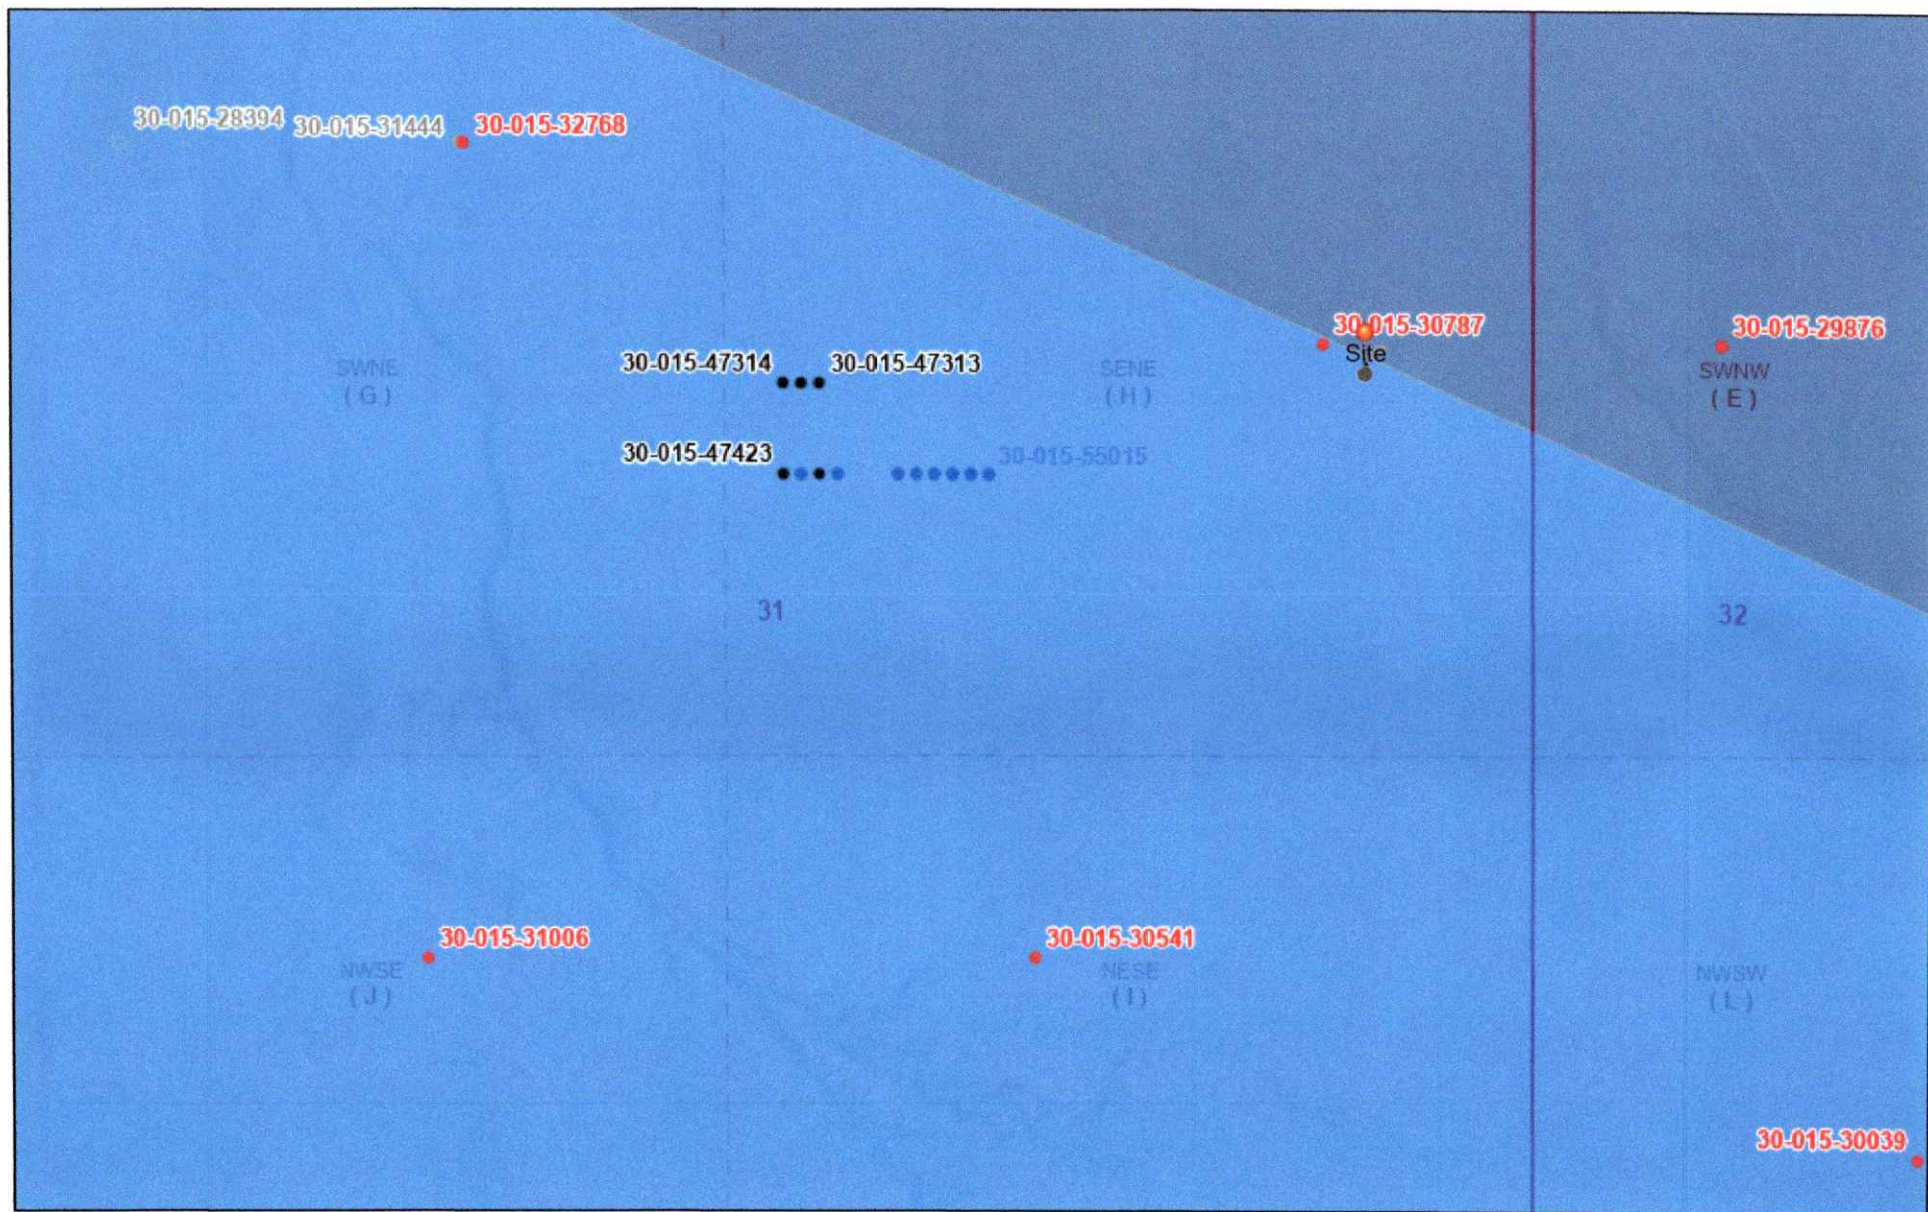 30-015-28394
30-015-31444
30-015-32768
30-015-30787
Site
30-015-29876
30-015-47314
30-015-47313
SWNE
( G )
SENE
( H )
SWNW
( E )
30-015-47423
30-015-55015
31
32
30-015-31006
30-015-30541
NWSE
( J )
NESE
( I )
NWSW
( L )
30-015-30039